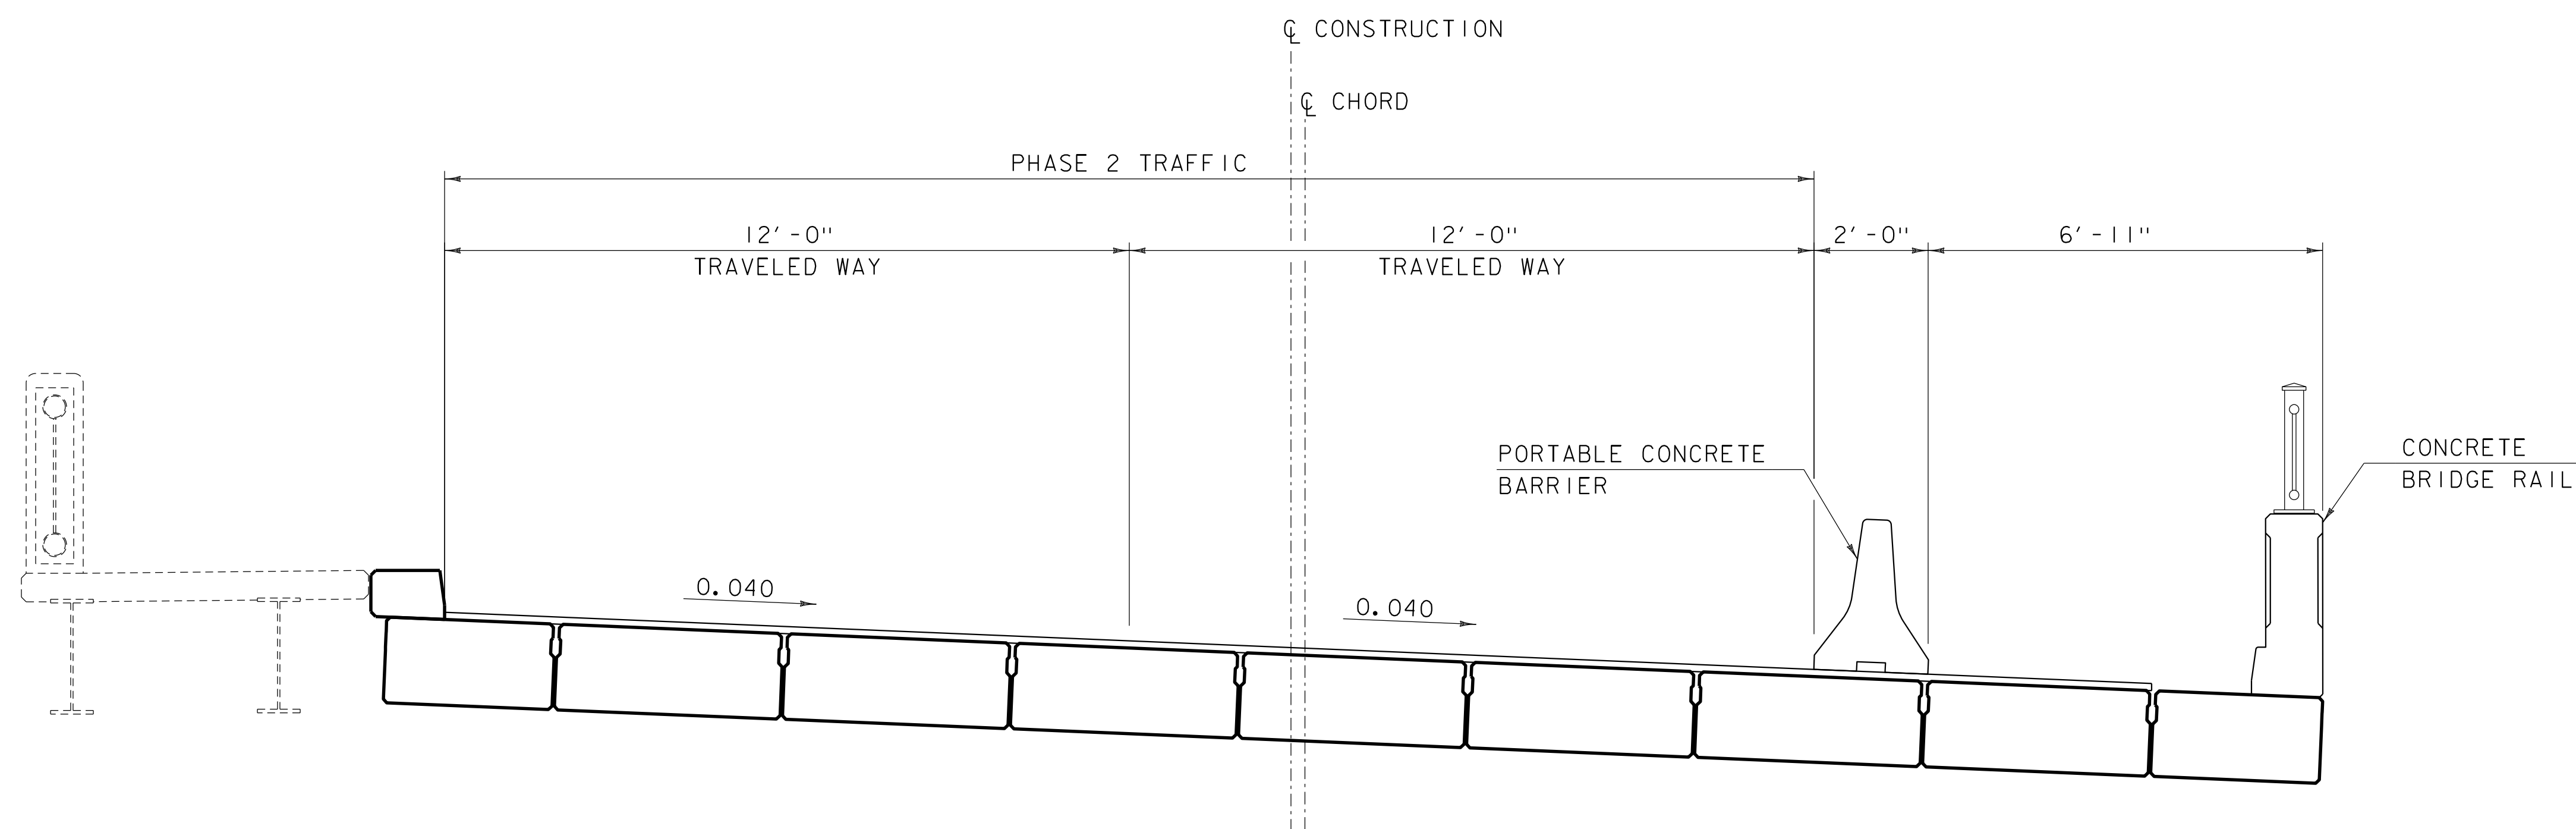 ℄ CONSTRUCTION
℄ CHORD
PHASE 2 TRAFFIC
12'-0" 12'-0" 2'-0" 6'-11"
TRAVELED WAY TRAVELED WAY
PORTABLE CONCRETE
BARRIER
CONCRETE
BRIDGE RAIL
0.040
0.040